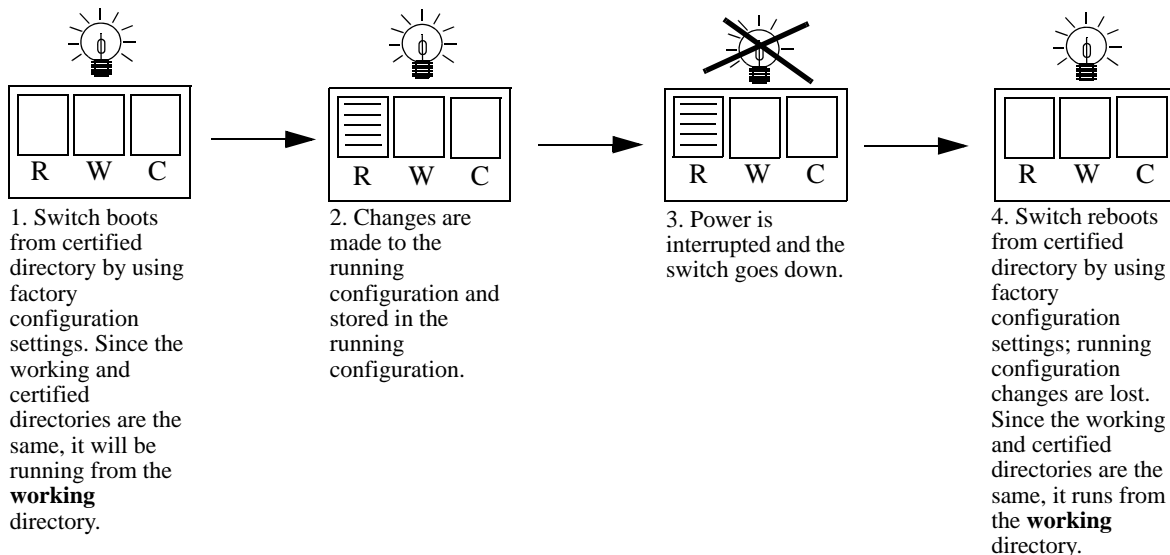 R W C
1. Switch boots
from certified
directory by using
factory
configuration
settings. Since the
working and
certified
directories are the
same, it will be
running from the
working
directory.
R W C
2. Changes are
made to the
running
configuration and
stored in the
running
configuration.
R W C
3. Power is
interrupted and the
switch goes down.
R W C
4. Switch reboots
from certified
directory by using
factory
configuration
settings; running
configuration
changes are lost.
Since the working
and certified
directories are the
same, it runs from
the working
directory.